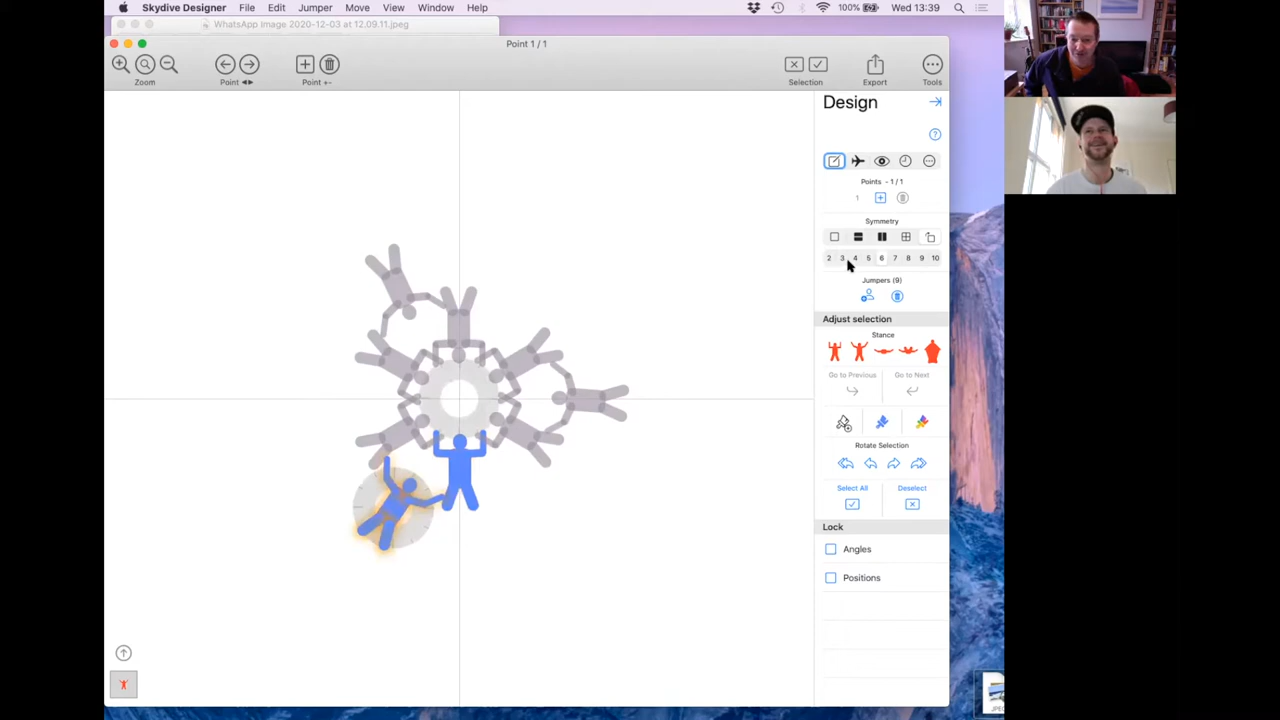 Skydive Designer File Edit Jumper Move View Window Help 100% Wed 13:39
WhatsApp Image 2020-12-03 at 12.09.11.jpeg
Point 1 / 1
Zoom Point Point +- Selection Export Tools
Design
Points - 1 / 1
1
Symmetry
2 3 4 5 6 7 8 9 10
Jumpers (9)
Adjust selection
Stance
Go to Previous Go to Next
Rotate Selection
Select All Deselect
Lock
Angles
Positions
JPEG